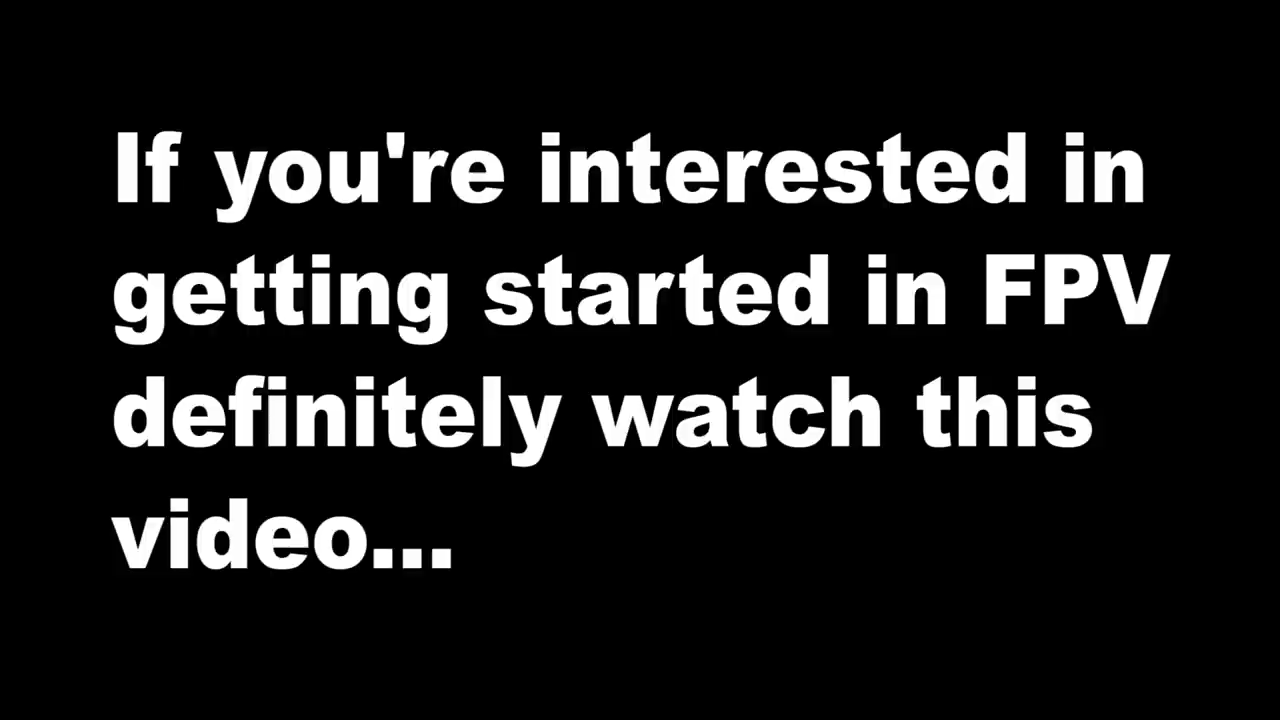 If you're interested in
getting started in FPV
definitely watch this
video...